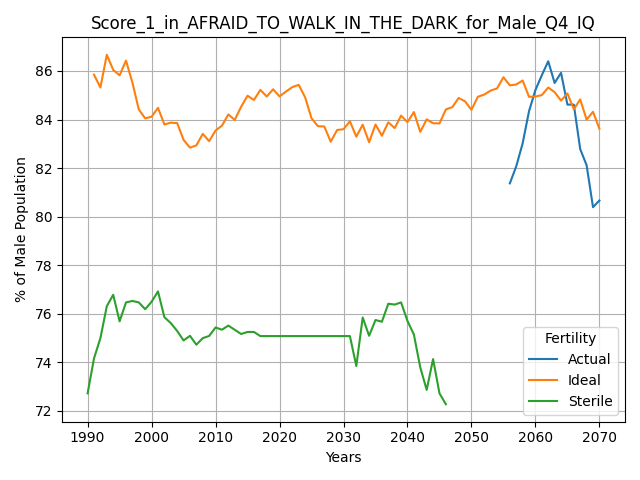 Score_1_in_AFRAID_TO_WALK_IN_THE_DARK_for_Male_Q4_IQ
% of Male Population
86
84
82
80
78
76
74
72
Fertility
Actual
Ideal
Sterile
1990 2000 2010 2020 2030 2040 2050 2060 2070
Years